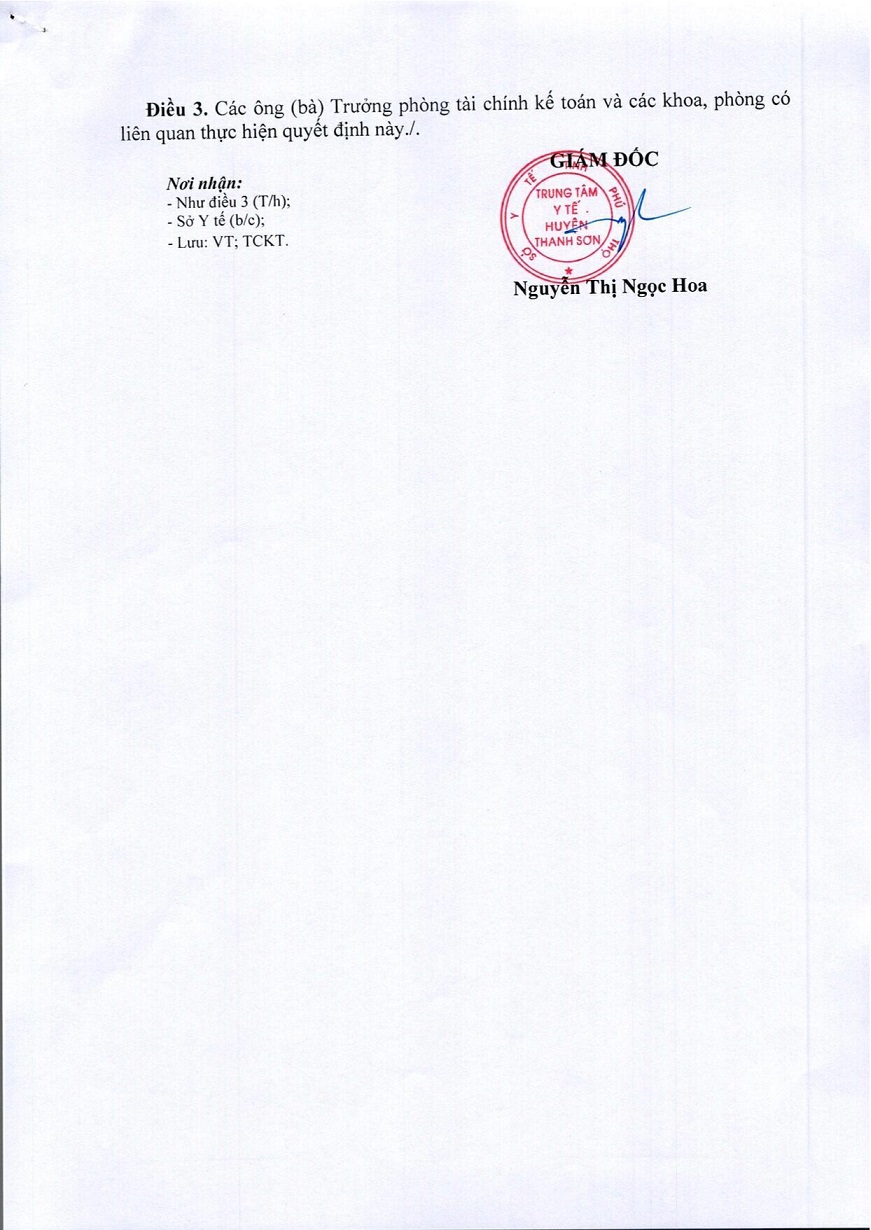 Điều 3. Các ông (bà) Trưởng phòng tài chính kế toán và các khoa, phòng có
liên quan thực hiện quyết định này./.
Nơi nhận:
- Như điều 3 (T/h);
- Sở Y tế (b/c);
- Lưu: VT; TCKT.
GIÁM ĐỐC
SỞ Y TẾ TỈNH PHÚ THỌ
TRUNG TÂM
Y TẾ
HUYỆN
THANH SƠN
Nguyễn Thị Ngọc Hoa